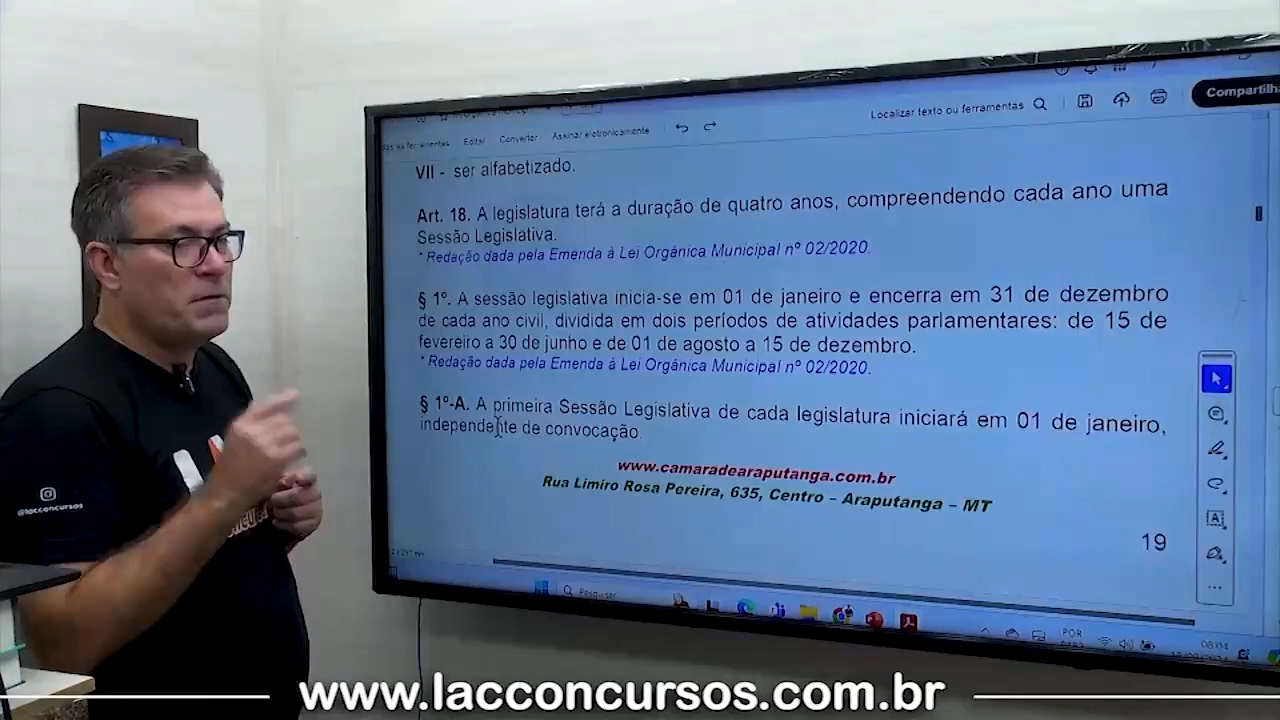 Localizar texto ou ferramentas
Compartilh
Editar
Converter
Assinar eletronicamente
VII - ser alfabetizado.
Art. 18. A legislatura terá a duração de quatro anos, compreendendo cada ano uma
Sessão Legislativa.
* Redação dada pela Emenda à Lei Orgânica Municipal nº 02/2020.
§ 1º. A sessão legislativa inicia-se em 01 de janeiro e encerra em 31 de dezembro
de cada ano civil, dividida em dois períodos de atividades parlamentares: de 15 de
fevereiro a 30 de junho e de 01 de agosto a 15 de dezembro.
* Redação dada pela Emenda à Lei Orgânica Municipal nº 02/2020.
§ 1º-A. A primeira Sessão Legislativa de cada legislatura iniciará em 01 de janeiro,
independente de convocação.
www.camaradearaputanga.com.br
Rua Limiro Rosa Pereira, 635, Centro – Araputanga – MT
19
Pesquisar
POR
08:04
@lacconcursos
www.lacconcursos.com.br